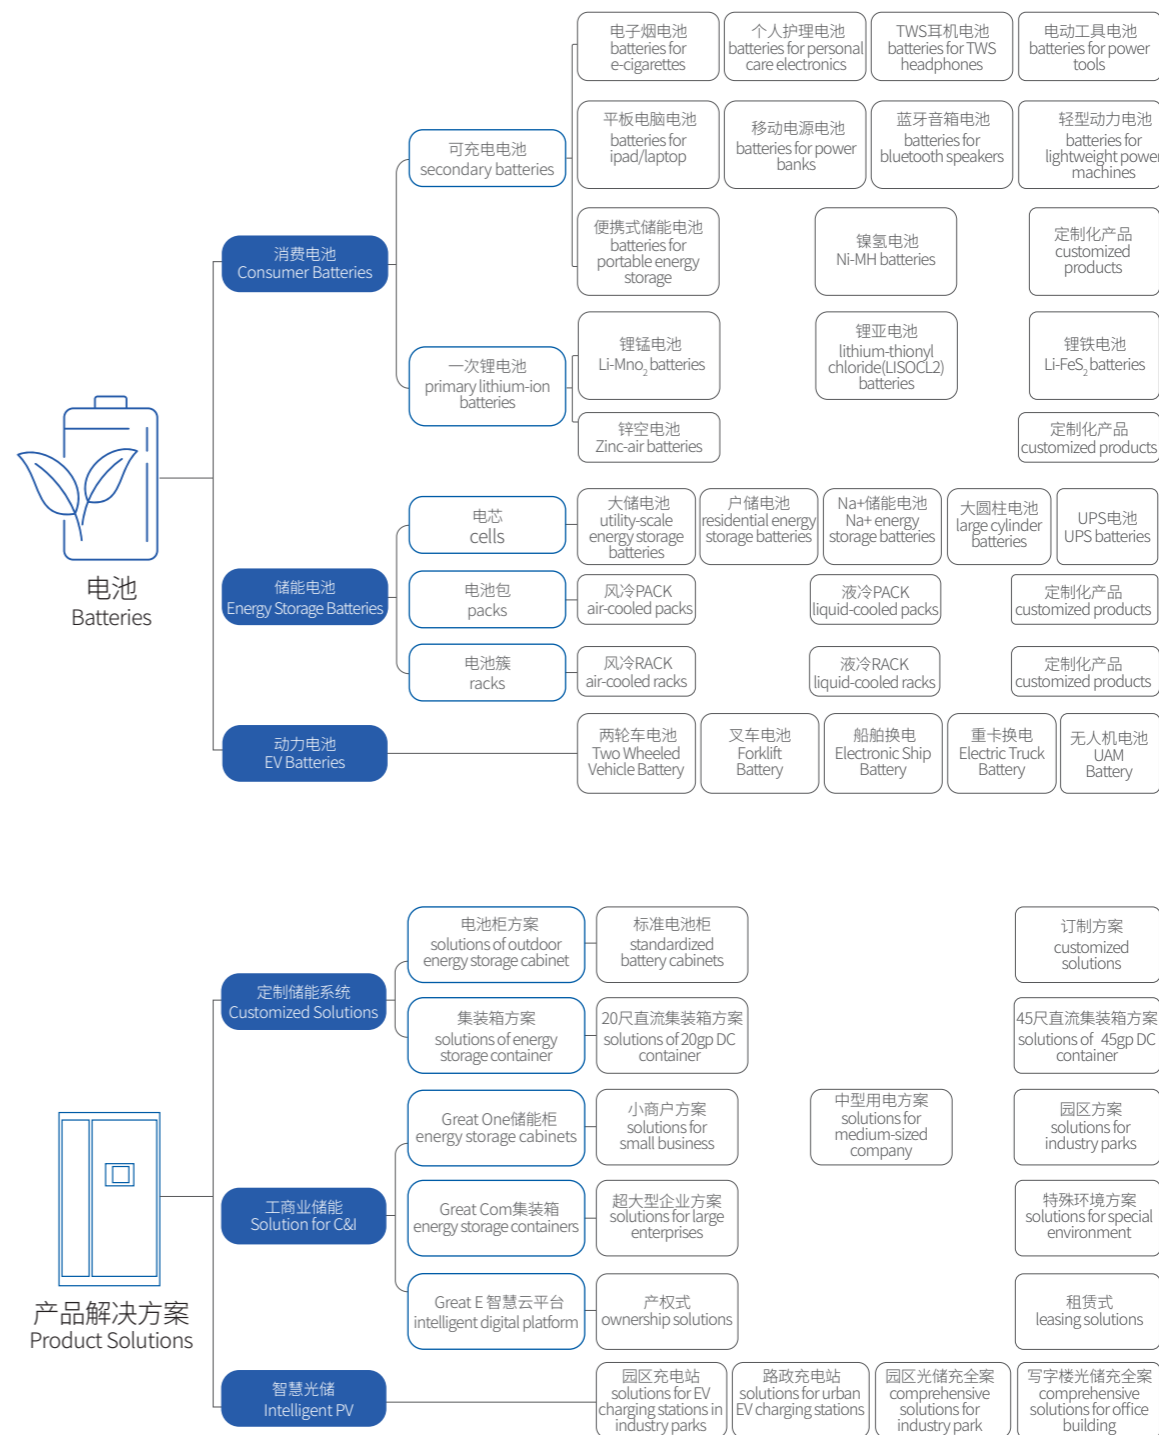 电子烟电池
batteries for
e-cigarettes
个人护理电池
batteries for personal
care electronics
TWS耳机电池
batteries for TWS
headphones
电动工具电池
batteries for power
tools
平板电脑电池
batteries for
ipad/laptop
移动电源电池
batteries for power
banks
蓝牙音箱电池
batteries for
bluetooth speakers
轻型动力电池
batteries for
lightweight power
machines
可充电电池
secondary batteries
便携式储能电池
batteries for
portable energy
storage
镍氢电池
Ni-MH batteries
定制化产品
customized
products
消费电池
Consumer Batteries
一次锂电池
primary lithium-ion
batteries
锂锰电池
Li-Mno2 batteries
锂亚电池
lithium-thionyl
chloride(LISOCL2)
batteries
锂铁电池
Li-FeS2 batteries
锌空电池
Zinc-air batteries
定制化产品
customized products
电池
Batteries
储能电池
Energy Storage Batteries
电芯
cells
大储电池
utility-scale
energy storage
batteries
户储电池
residential energy
storage batteries
Na+储能电池
Na+ energy
storage batteries
大圆柱电池
large cylinder
batteries
UPS电池
UPS batteries
电池包
packs
风冷PACK
air-cooled packs
液冷PACK
liquid-cooled packs
定制化产品
customized products
电池簇
racks
风冷RACK
air-cooled racks
液冷RACK
liquid-cooled racks
定制化产品
customized products
动力电池
EV Batteries
两轮车电池
Two Wheeled
Vehicle Battery
叉车电池
Forklift
Battery
船舶换电
Electronic Ship
Battery
重卡换电
Electric Truck
Battery
无人机电池
UAM
Battery
电池柜方案
solutions of outdoor
energy storage cabinet
标准电池柜
standardized
battery cabinets
订制方案
customized
solutions
定制储能系统
Customized Solutions
集装箱方案
solutions of energy
storage container
20尺直流集装箱方案
solutions of 20gp DC
container
45尺直流集装箱方案
solutions of 45gp DC
container
Great One储能柜
energy storage cabinets
小商户方案
solutions for
small business
中型用电方案
solutions for
medium-sized
company
园区方案
solutions for
industry parks
工商业储能
Solution for C&I
Great Com集装箱
energy storage containers
超大型企业方案
solutions for large
enterprises
特殊环境方案
solutions for special
environment
产品解决方案
Product Solutions
Great E 智慧云平台
intelligent digital platform
产权式
ownership solutions
租赁式
leasing solutions
智慧光储
Intelligent PV
园区充电站
solutions for EV
charging stations in
industry parks
路政充电站
solutions for urban
EV charging stations
园区光储充全案
comprehensive
solutions for
industry park
写字楼光储充全案
comprehensive
solutions for office
building